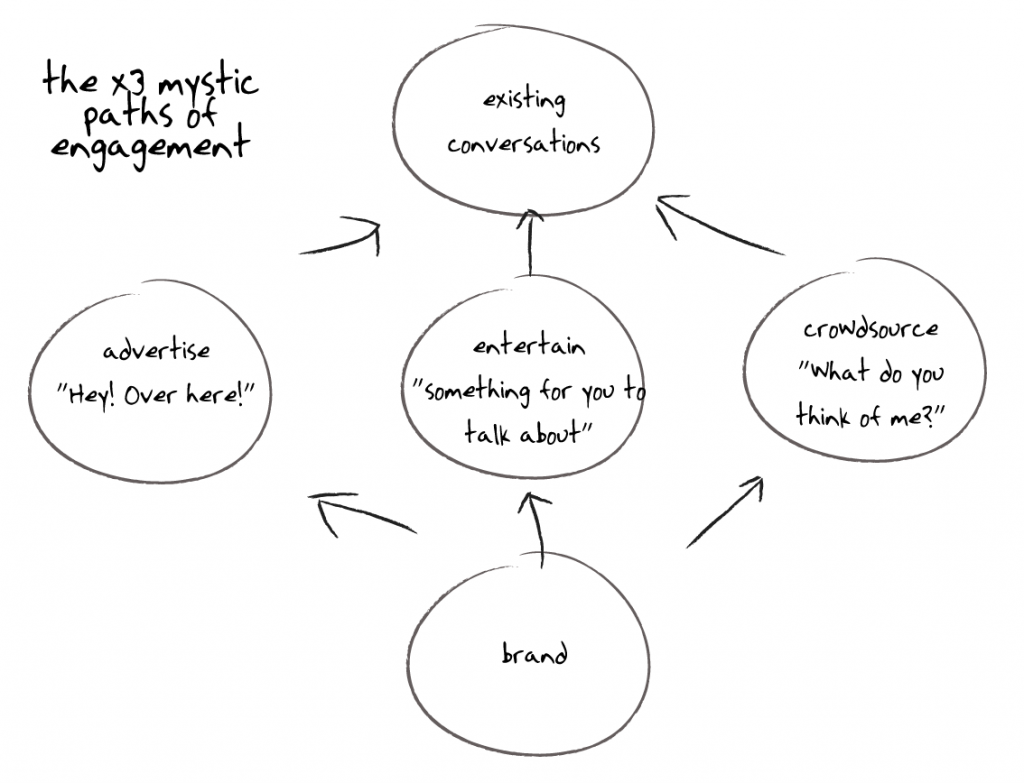 the x3 mystic
paths of
engagement
existing
conversations
advertise
"Hey! Over here!"
entertain
"something for you to
talk about"
crowdsource
"What do you
think of me?"
brand